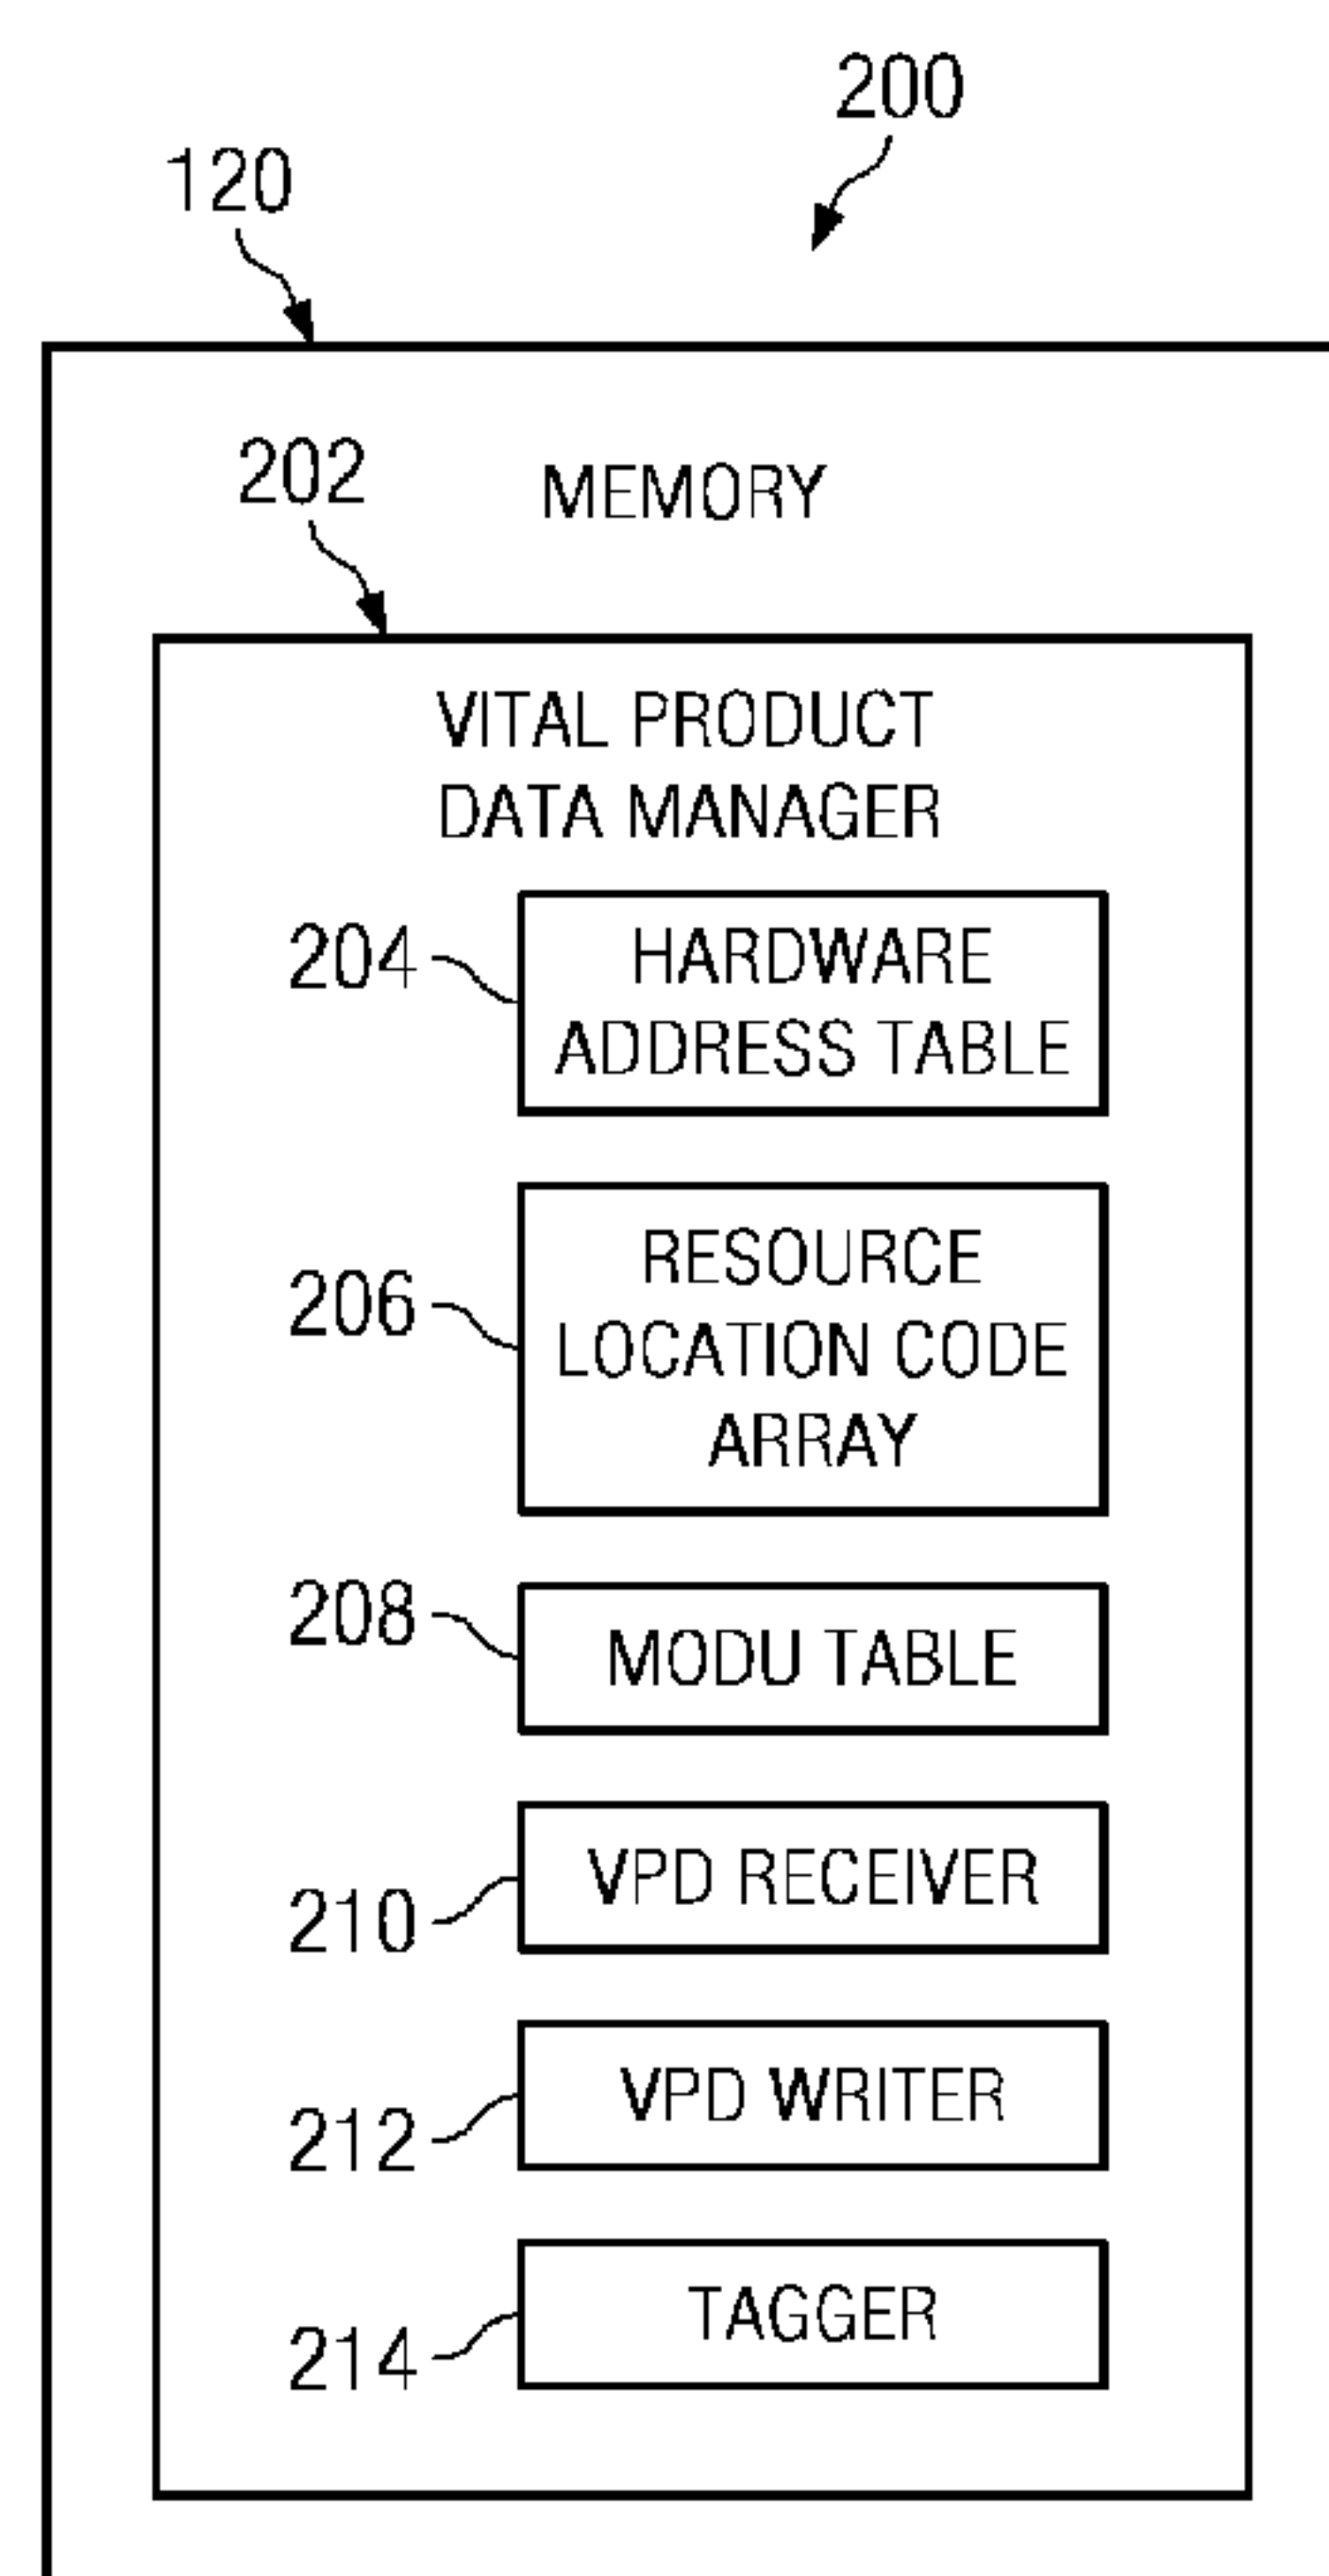 200
120
202
MEMORY
VITAL PRODUCT
DATA MANAGER
204
HARDWARE
ADDRESS TABLE
206
RESOURCE
LOCATION CODE
ARRAY
208
MODU TABLE
210
VPD RECEIVER
212
VPD WRITER
214
TAGGER